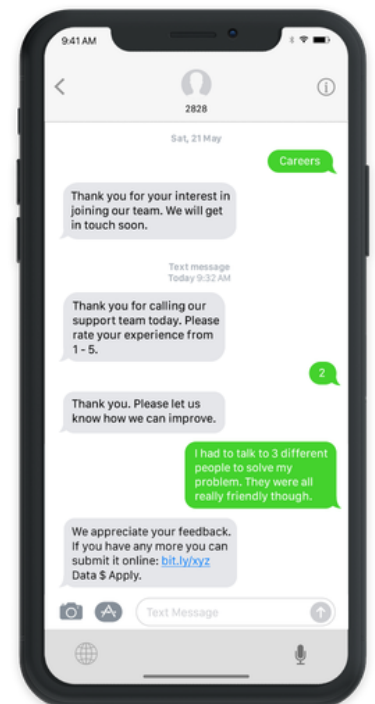 9:41 AM
2828
Sat, 21 May
Careers
Thank you for your interest in
joining our team. We will get
in touch soon.
Text message
Today 9:32 AM
Thank you for calling our
support team today. Please
rate your experience from
1 - 5.
2
Thank you. Please let us
know how we can improve.
I had to talk to 3 different
people to solve my
problem. They were all
really friendly though.
We appreciate your feedback.
If you have any more you can
submit it online: bit.ly/xyz
Data $ Apply.
Text Message